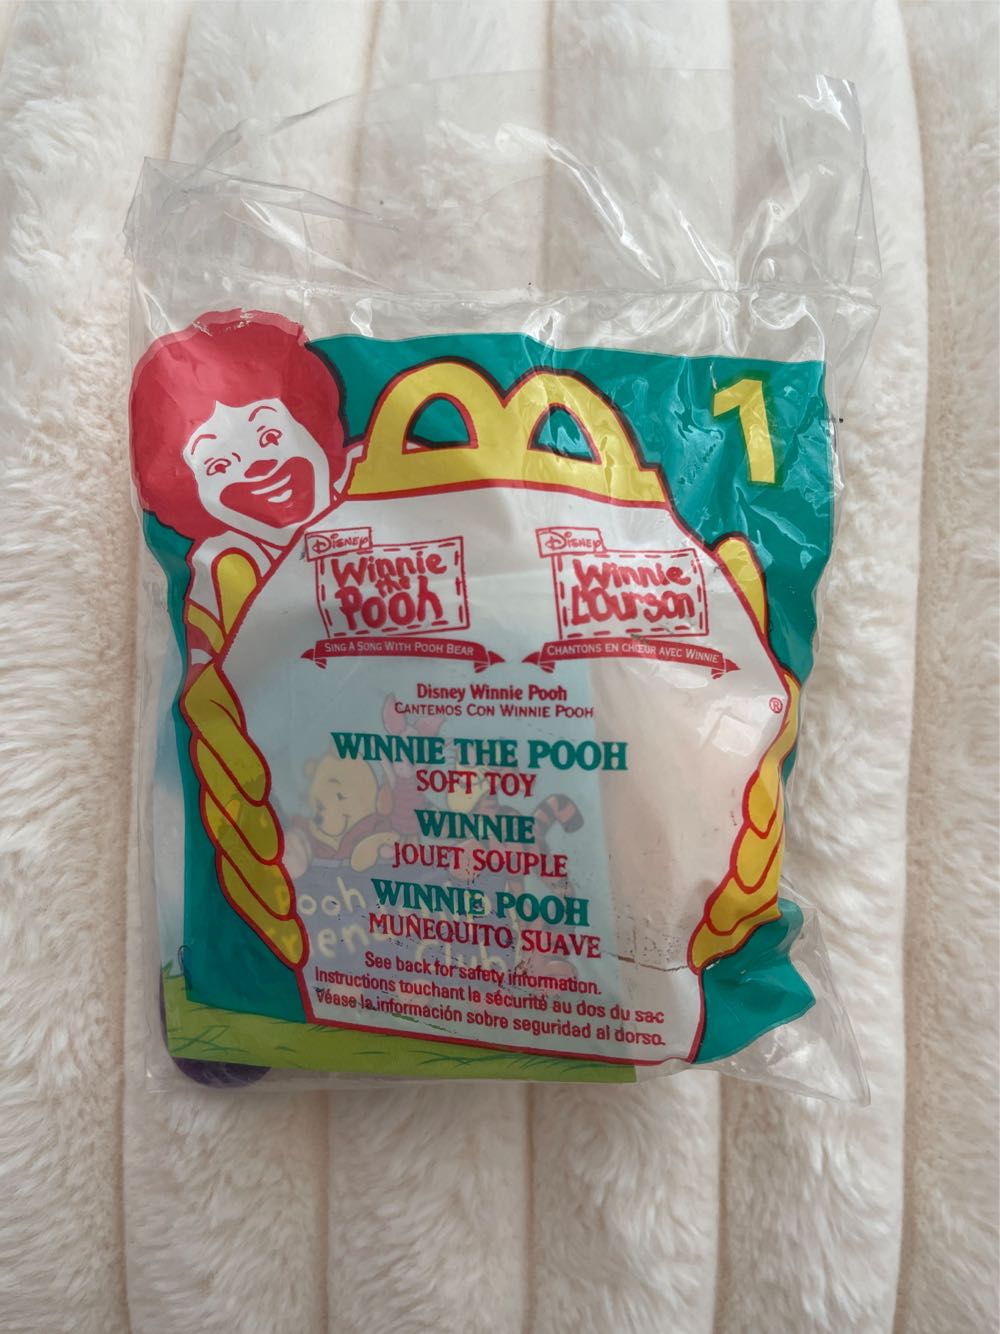 1
Disney
Winnie
the
Pooh
SING A SONG WITH POOH BEAR
Disney
Winnie
L'Ourson
CHANTONS EN CHŒUR AVEC WINNIE
Disney Winnie Pooh
CANTEMOS CON WINNIE POOH
®
WINNIE THE POOH
SOFT TOY
WINNIE
JOUET SOUPLE
WINNIE POOH
MUÑEQUITO SUAVE
See back for safety information.
Instructions touchant la sécurité au dos du sac
Véase la información sobre seguridad al dorso.
Pooh
Club